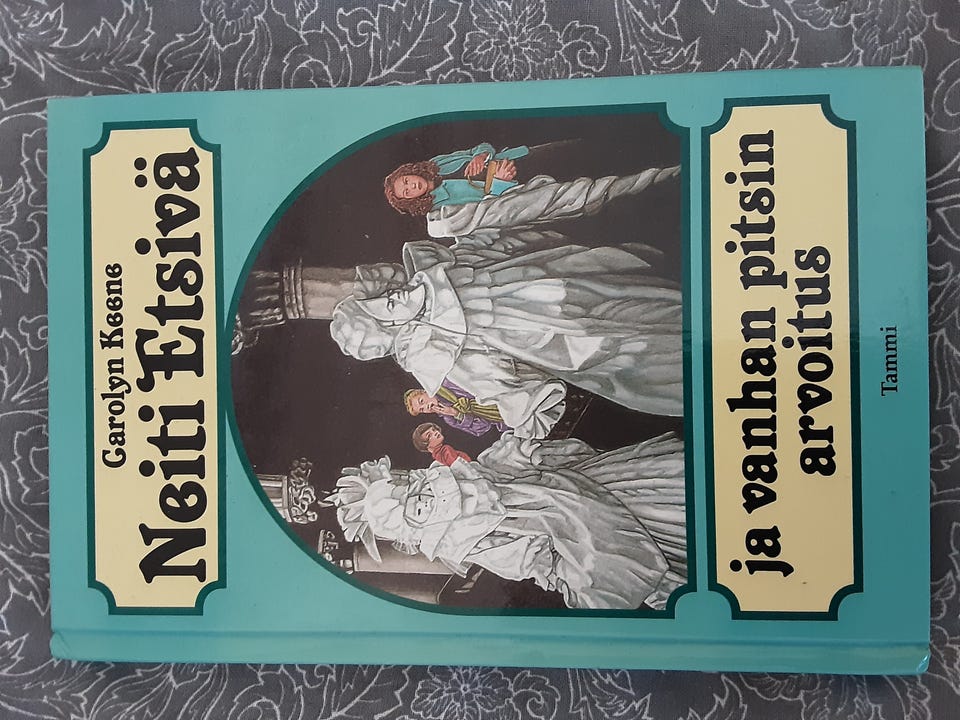 Carolyn Keene
Neiti Etsivä
ja vanhan pitsin
arvoitus
Tammi